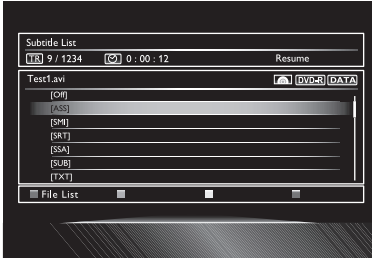 Subtitle List
TR 9 / 1234 0 : 00 : 12 Resume
Test1.avi DVD-R DATA
[Off]
[ASS]
[SMI]
[SRT]
[SSA]
[SUB]
[TXT]
File List